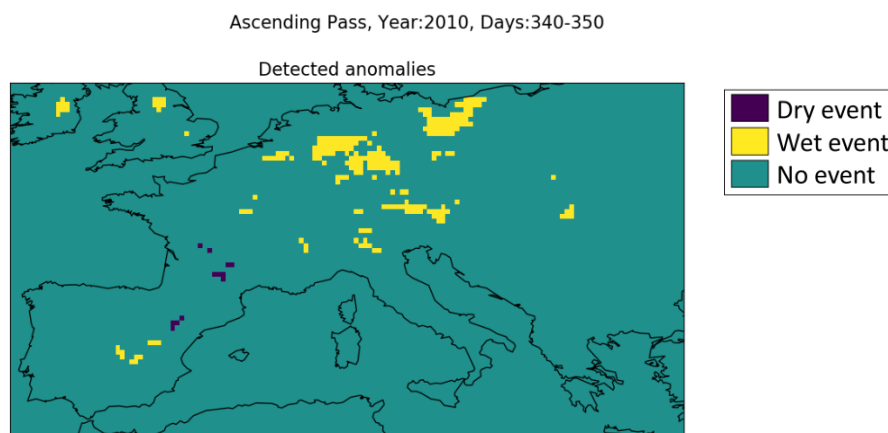 Ascending Pass, Year:2010, Days:340-350
Detected anomalies
Dry event
Wet event
No event